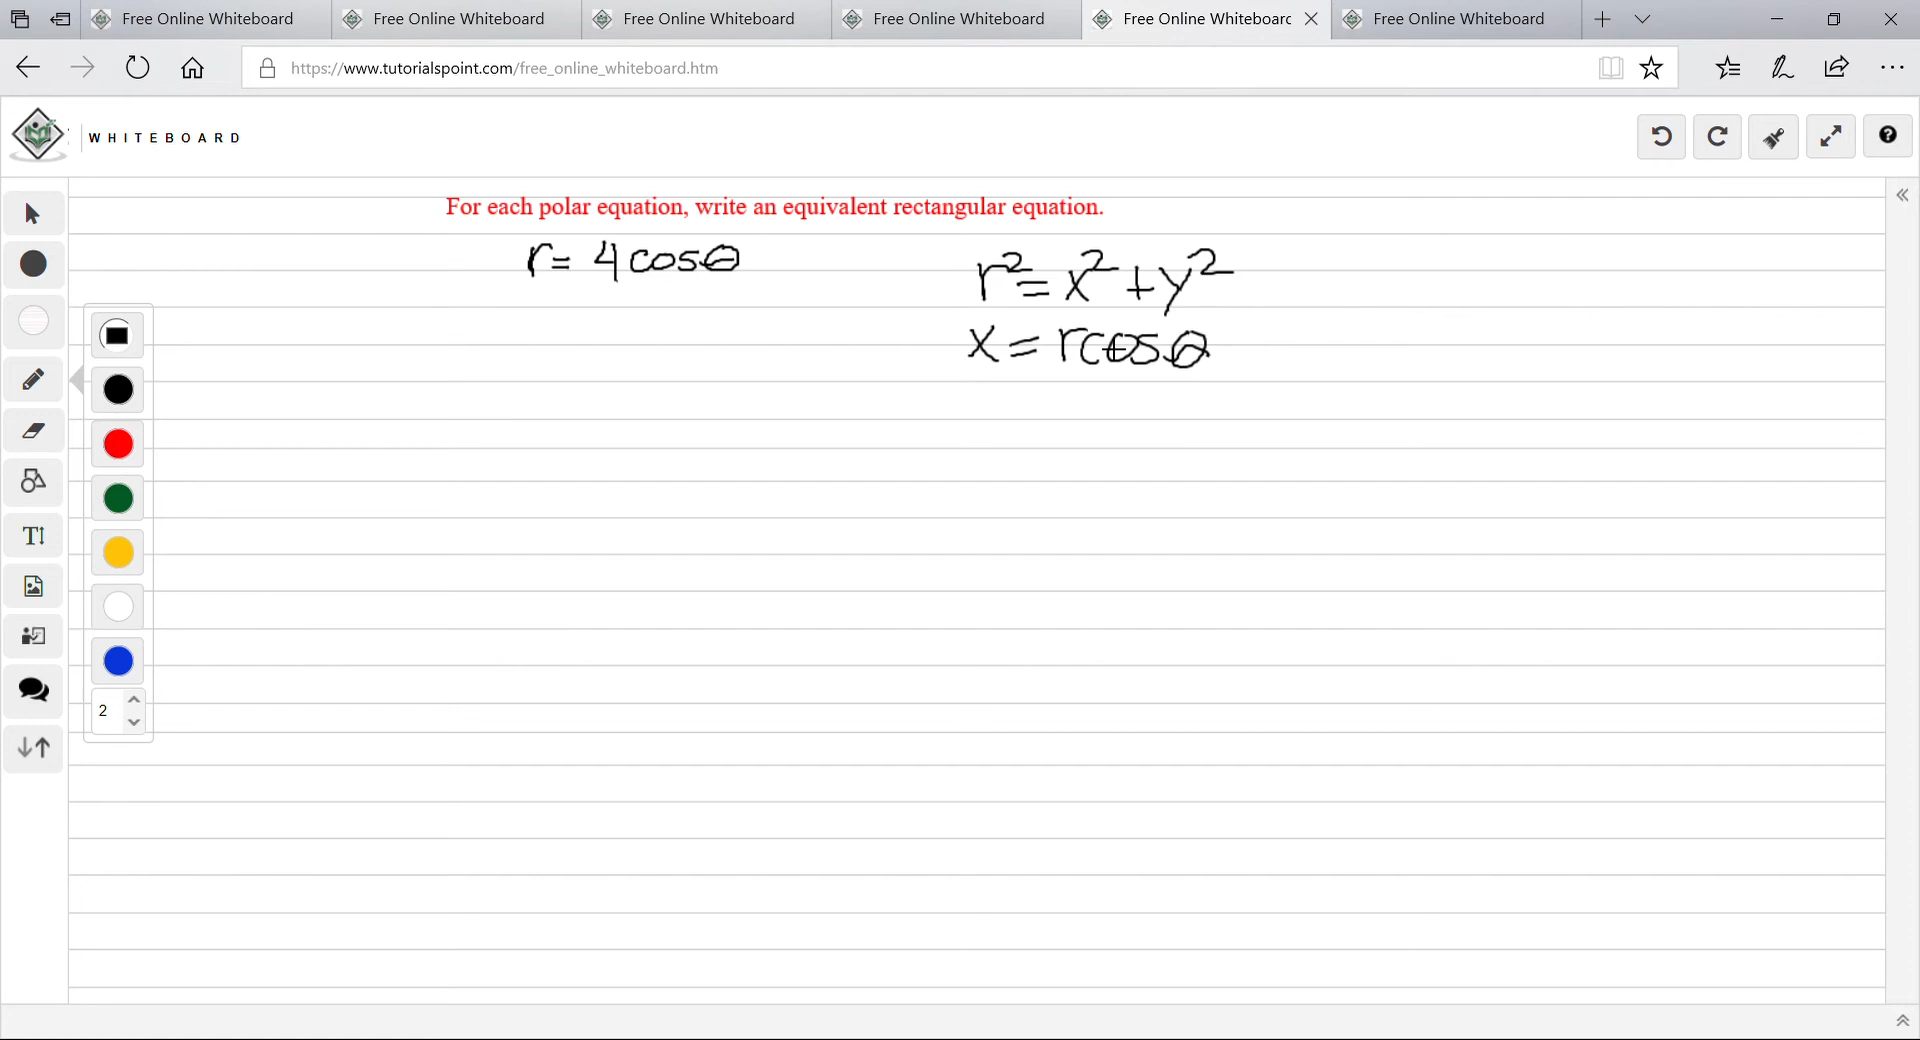 Free Online Whiteboard
Free Online Whiteboard
Free Online Whiteboard
Free Online Whiteboard
Free Online Whiteboarc
Free Online Whiteboard
https://www.tutorialspoint.com/free_online_whiteboard.htm
WHITEBOARD
For each polar equation, write an equivalent rectangular equation.
r = 4 cosθ
r² = x² + y²
x = rcosθ
2